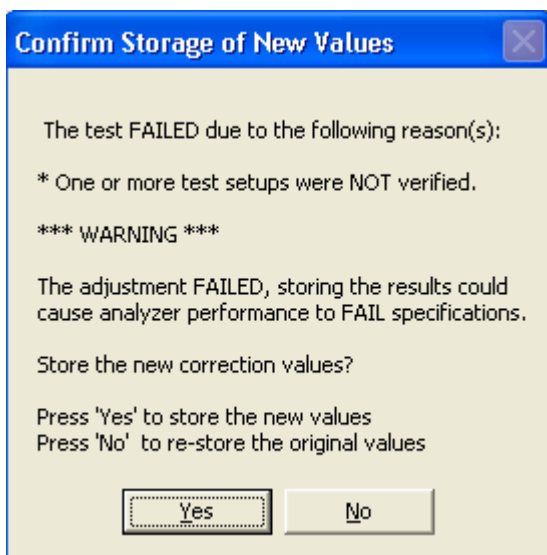 Confirm Storage of New Values
The test FAILED due to the following reason(s):
* One or more test setups were NOT verified.
*** WARNING ***
The adjustment FAILED, storing the results could
cause analyzer performance to FAIL specifications.
Store the new correction values?
Press 'Yes' to store the new values
Press 'No' to re-store the original values
Yes
No